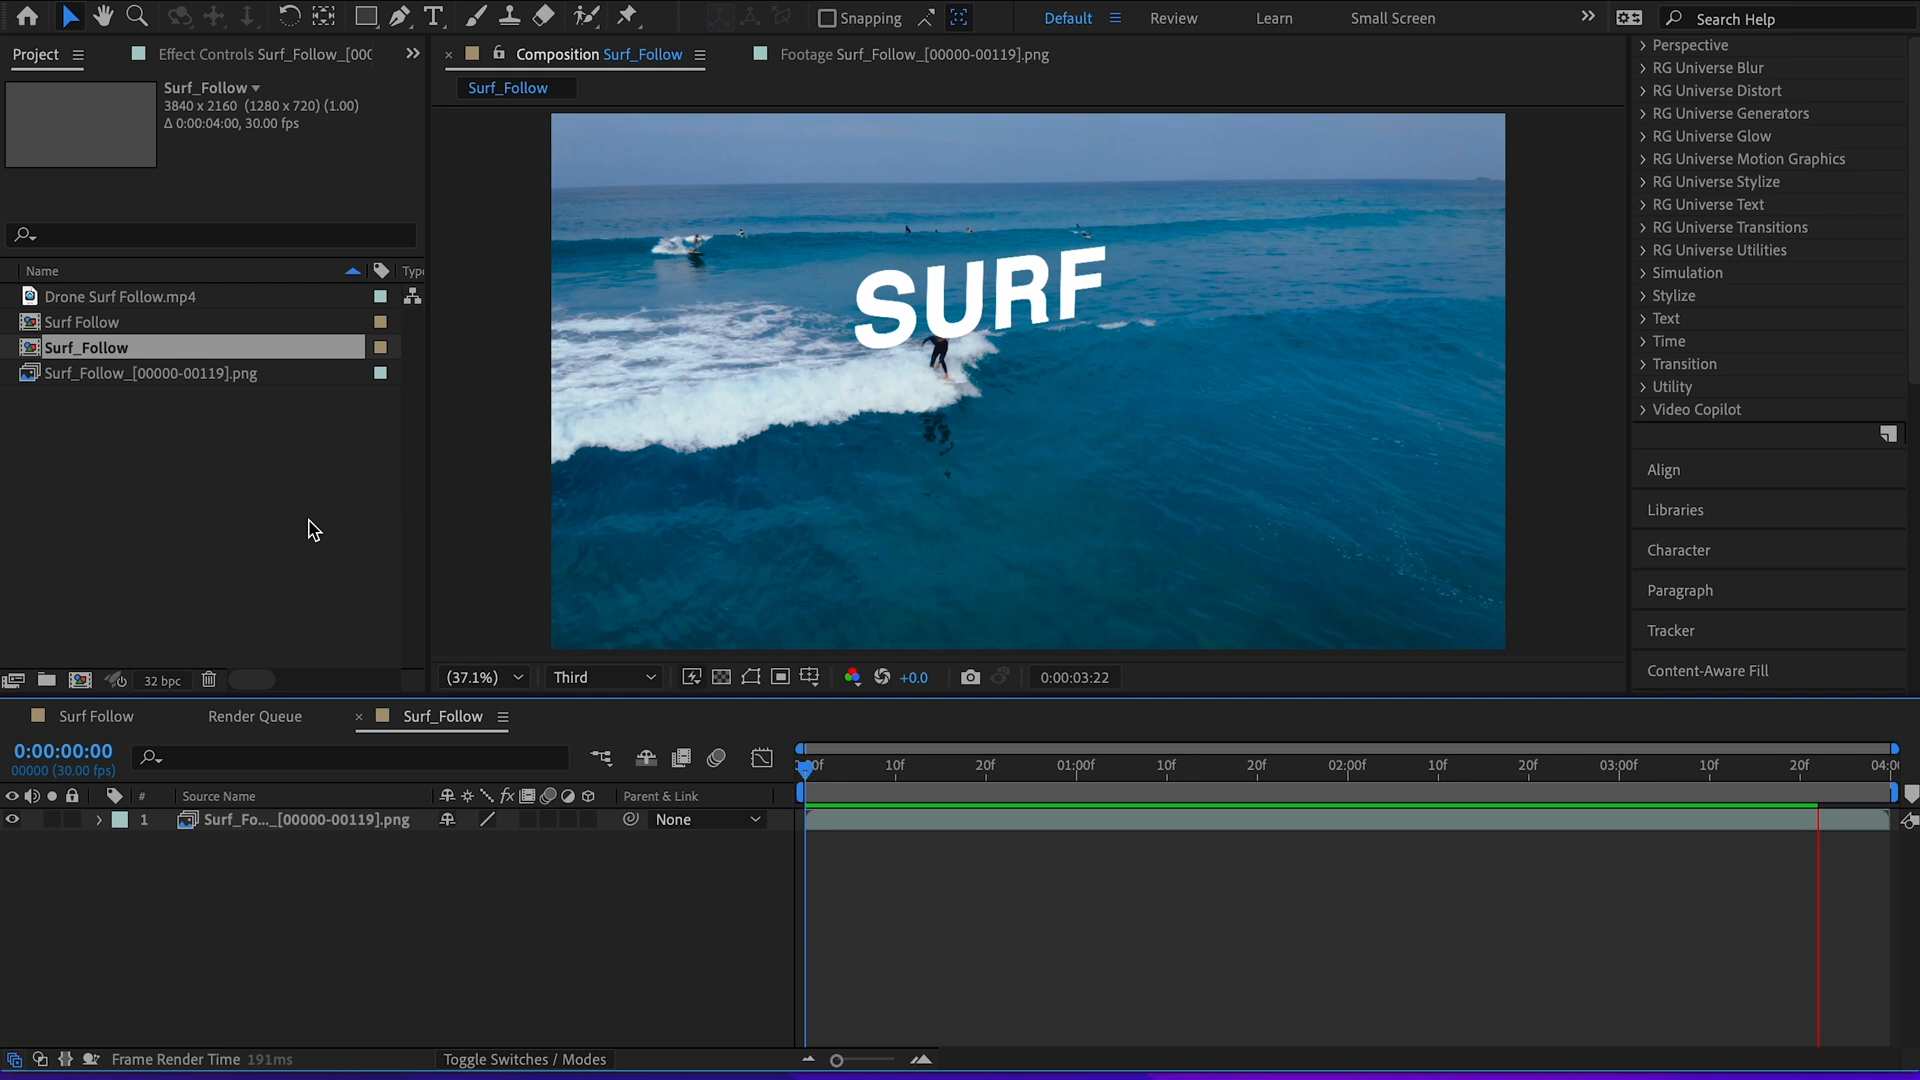 Snapping
Default
Review
Learn
Small Screen
Search Help
Project
Effect Controls Surf_Follow_[00(
Composition Surf_Follow
Footage Surf_Follow_[00000-00119].png
Surf_Follow
Surf_Follow
3840 x 2160 (1280 x 720) (1.00)
Δ 0:00:04:00, 30.00 fps
Name
Type
Drone Surf Follow.mp4
Surf Follow
Surf_Follow
Surf_Follow_[00000-00119].png
32 bpc
SURF
(37.1%)
Third
+0.0
0:00:03:22
Perspective
RG Universe Blur
RG Universe Distort
RG Universe Generators
RG Universe Glow
RG Universe Motion Graphics
RG Universe Stylize
RG Universe Text
RG Universe Transitions
RG Universe Utilities
Simulation
Stylize
Text
Time
Transition
Utility
Video Copilot
Align
Libraries
Character
Paragraph
Tracker
Content-Aware Fill
Surf Follow
Render Queue
Surf_Follow
0:00:00:00
00000 (30.00 fps)
10f
20f
01:00f
10f
20f
02:00f
10f
20f
03:00f
10f
20f
#
Source Name
fx
Parent & Link
1
Surf_Fo..._[00000-00119].png
None
Frame Render Time 191ms
Toggle Switches / Modes